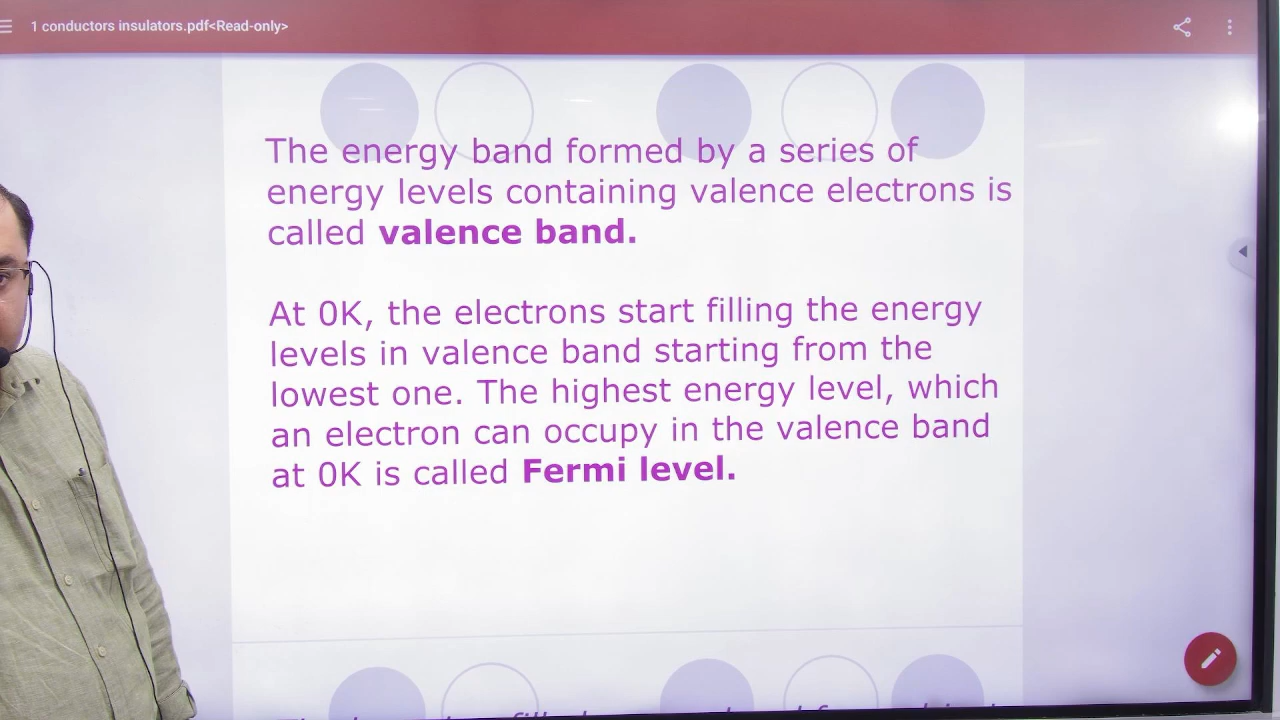 1 conductors insulators.pdf<Read-only>
The energy band formed by a series of
energy levels containing valence electrons is
called valence band.
At 0K, the electrons start filling the energy
levels in valence band starting from the
lowest one. The highest energy level, which
an electron can occupy in the valence band
at 0K is called Fermi level.